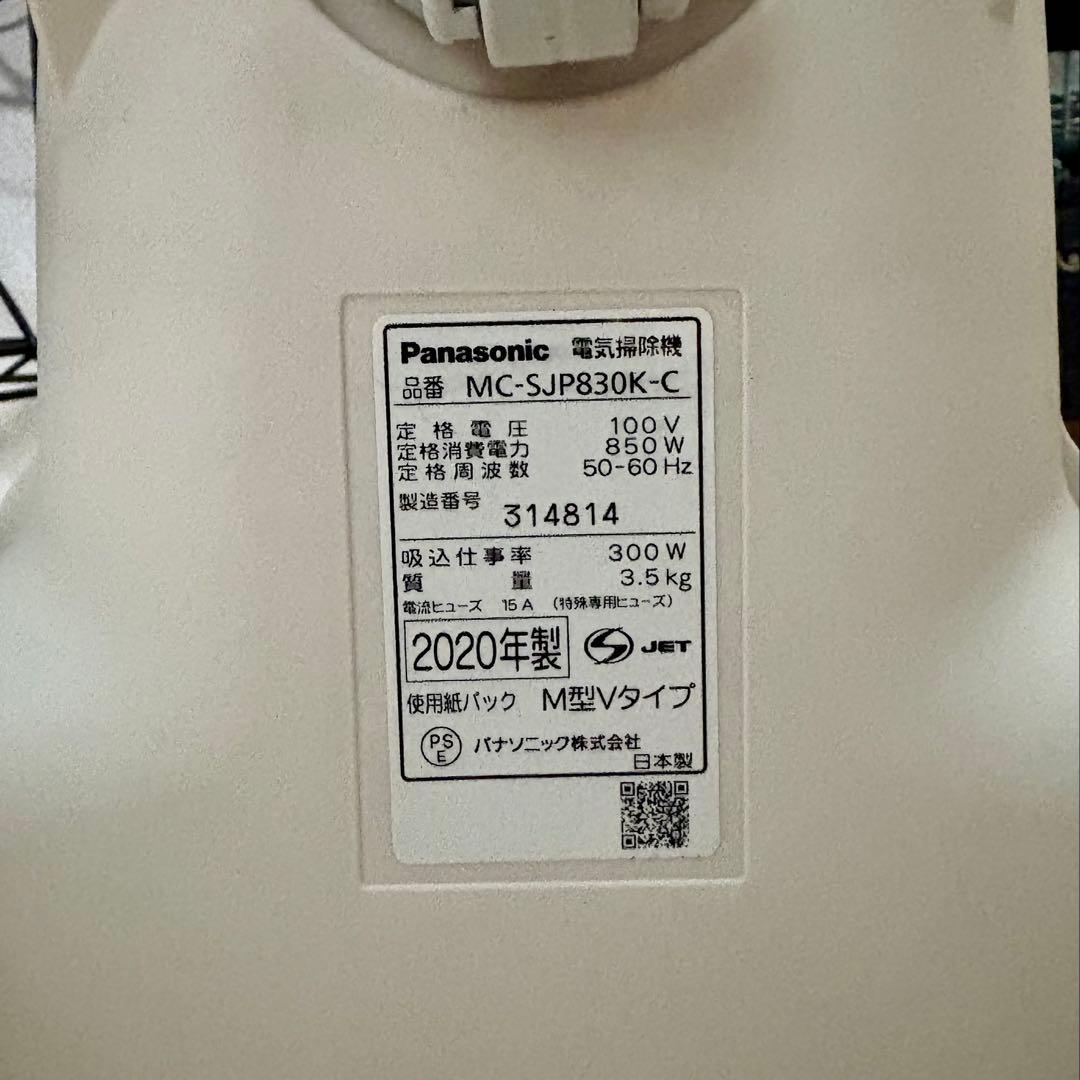 Panasonic 電気掃除機
品番 MC-SJP830K-C
定格電圧 100V
定格消費電力 850W
定格周波数 50-60Hz
製造番号 314814
吸込仕事率 300W
質量 3.5kg
電流ヒューズ 15A (特殊専用ヒューズ)
2020年製 JET
使用紙パック M型Vタイプ
PSE パナソニック株式会社
日本製